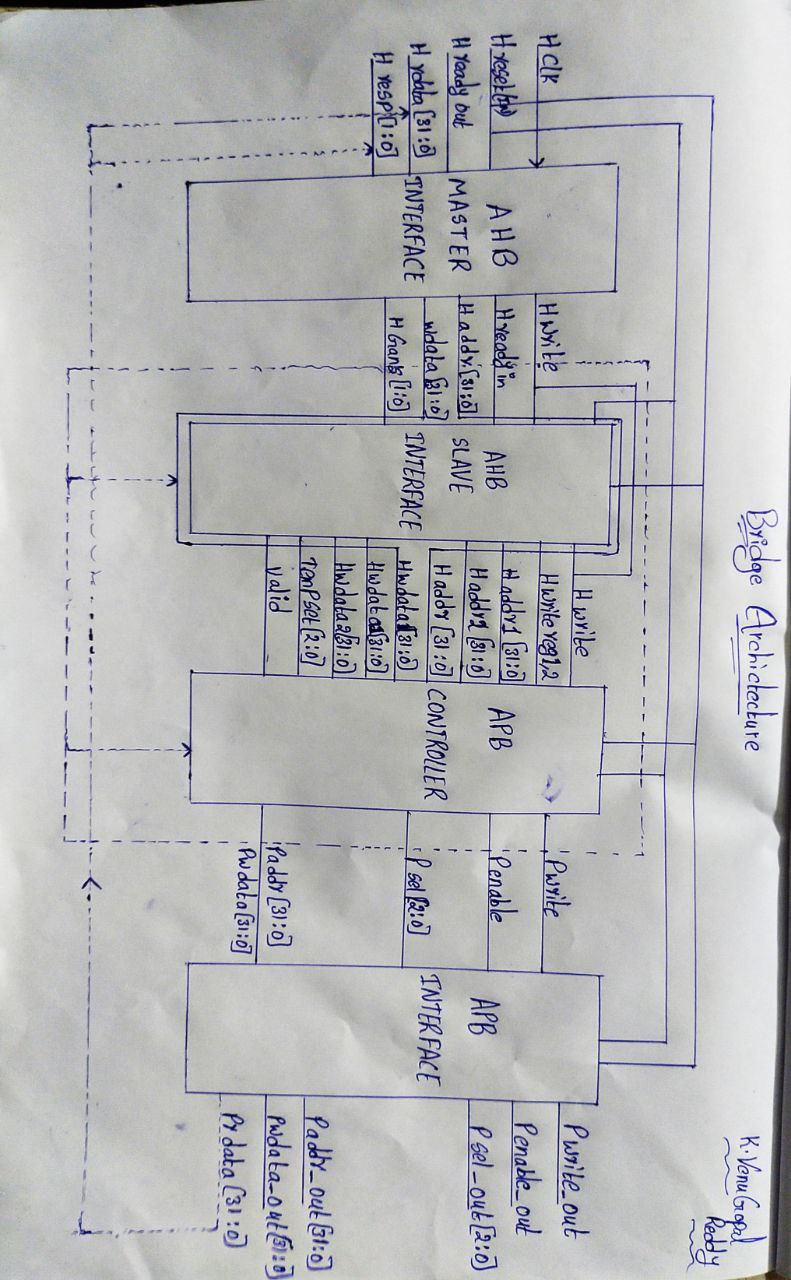 Bridge Archictecture
K. Venu Gopal
Reddy
H Clk
H reset(n)
H ready out
H rdata [31:0]
H resp [1:0]
AHB
MASTER
INTERFACE
H write
H ready in
H addr [31:0]
wdata [31:0]
H [1:0]
AHB
SLAVE
INTERFACE
H write
H write reg 1,2
H addr1 [31:0]
H addr2 [31:0]
H addr [31:0]
Hwdata [31:0]
Hwdata1 [31:0]
Hwdata2 [31:0]
TemPSel [2:0]
valid
APB
CONTROLLER
Pwrite
Penable
P sel [2:0]
Paddr [31:0]
Pwdata [31:0]
APB
INTERFACE
Pwrite_out
Penable_out
P sel_out [2:0]
Paddr_out [31:0]
Pwdata_out [31:0]
Pr data [31:0]